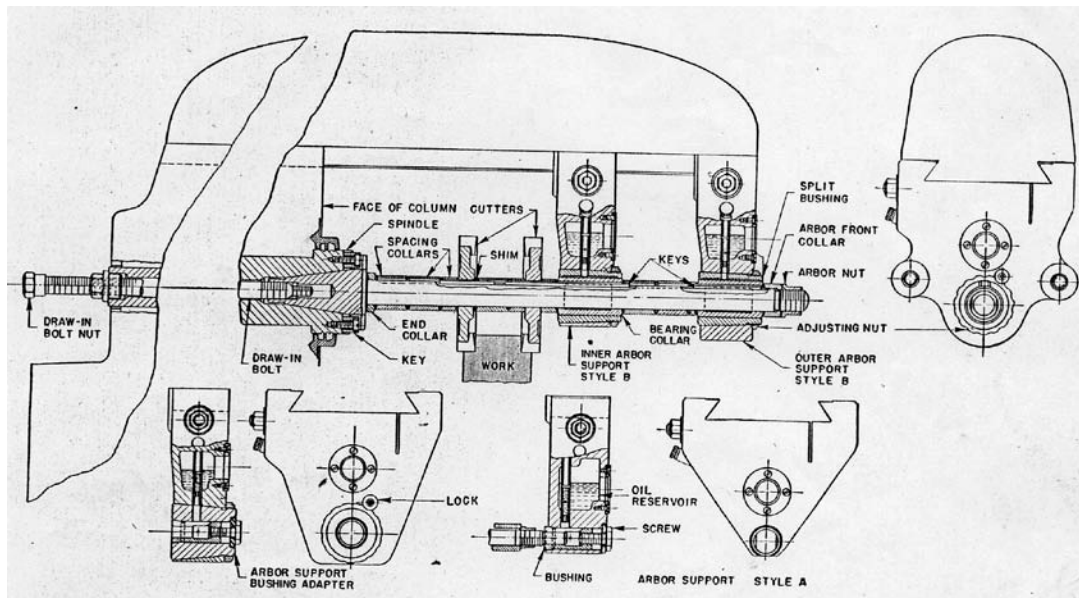 FACE OF COLUMN
CUTTERS
SPINDLE
SPACING
COLLARS
SHIM
KEYS
SPLIT
BUSHING
ARBOR FRONT
COLLAR
ARBOR NUT
DRAW-IN
BOLT NUT
DRAW-IN
BOLT
END
COLLAR
KEY
WORK
INNER ARBOR
SUPPORT
STYLE B
BEARING
COLLAR
ADJUSTING NUT
OUTER ARBOR
SUPPORT
STYLE B
LOCK
ARBOR SUPPORT
BUSHING ADAPTER
OIL
RESERVOIR
SCREW
BUSHING
ARBOR SUPPORT STYLE A